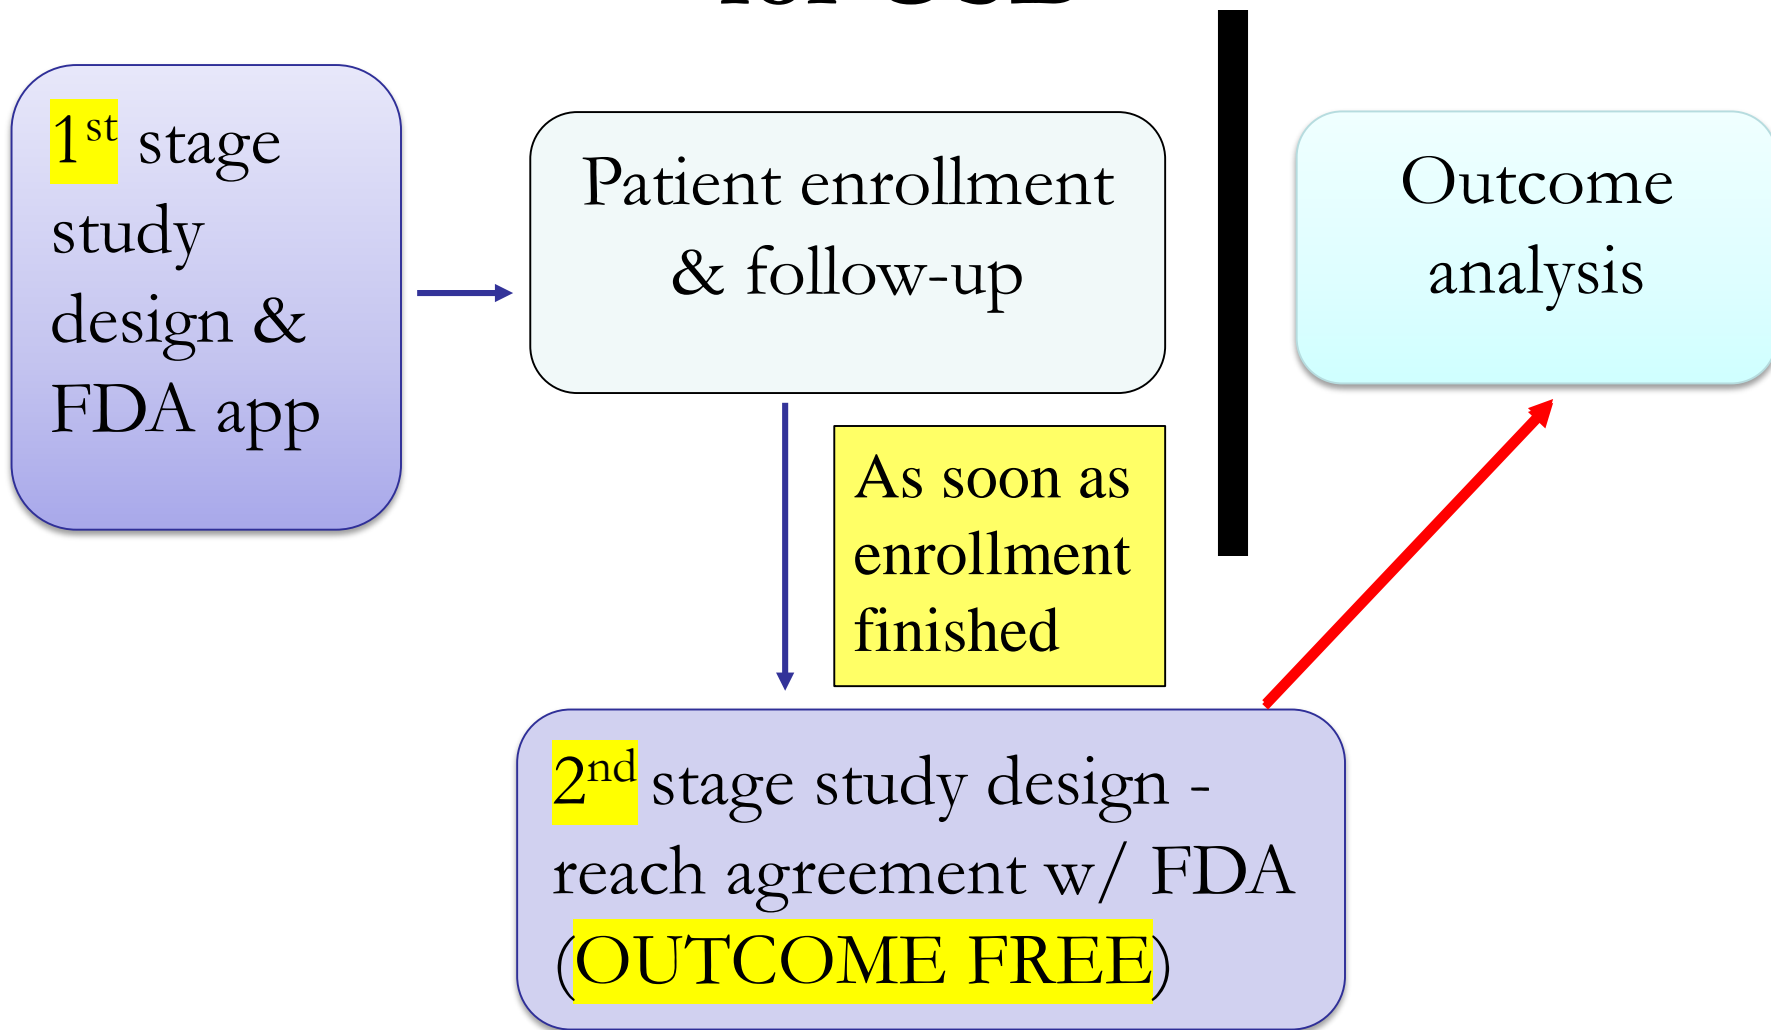 1st stage
study
design &
FDA app
Patient enrollment
& follow-up
Outcome
analysis
As soon as
enrollment
finished
2nd stage study design -
reach agreement w/ FDA
(OUTCOME FREE)